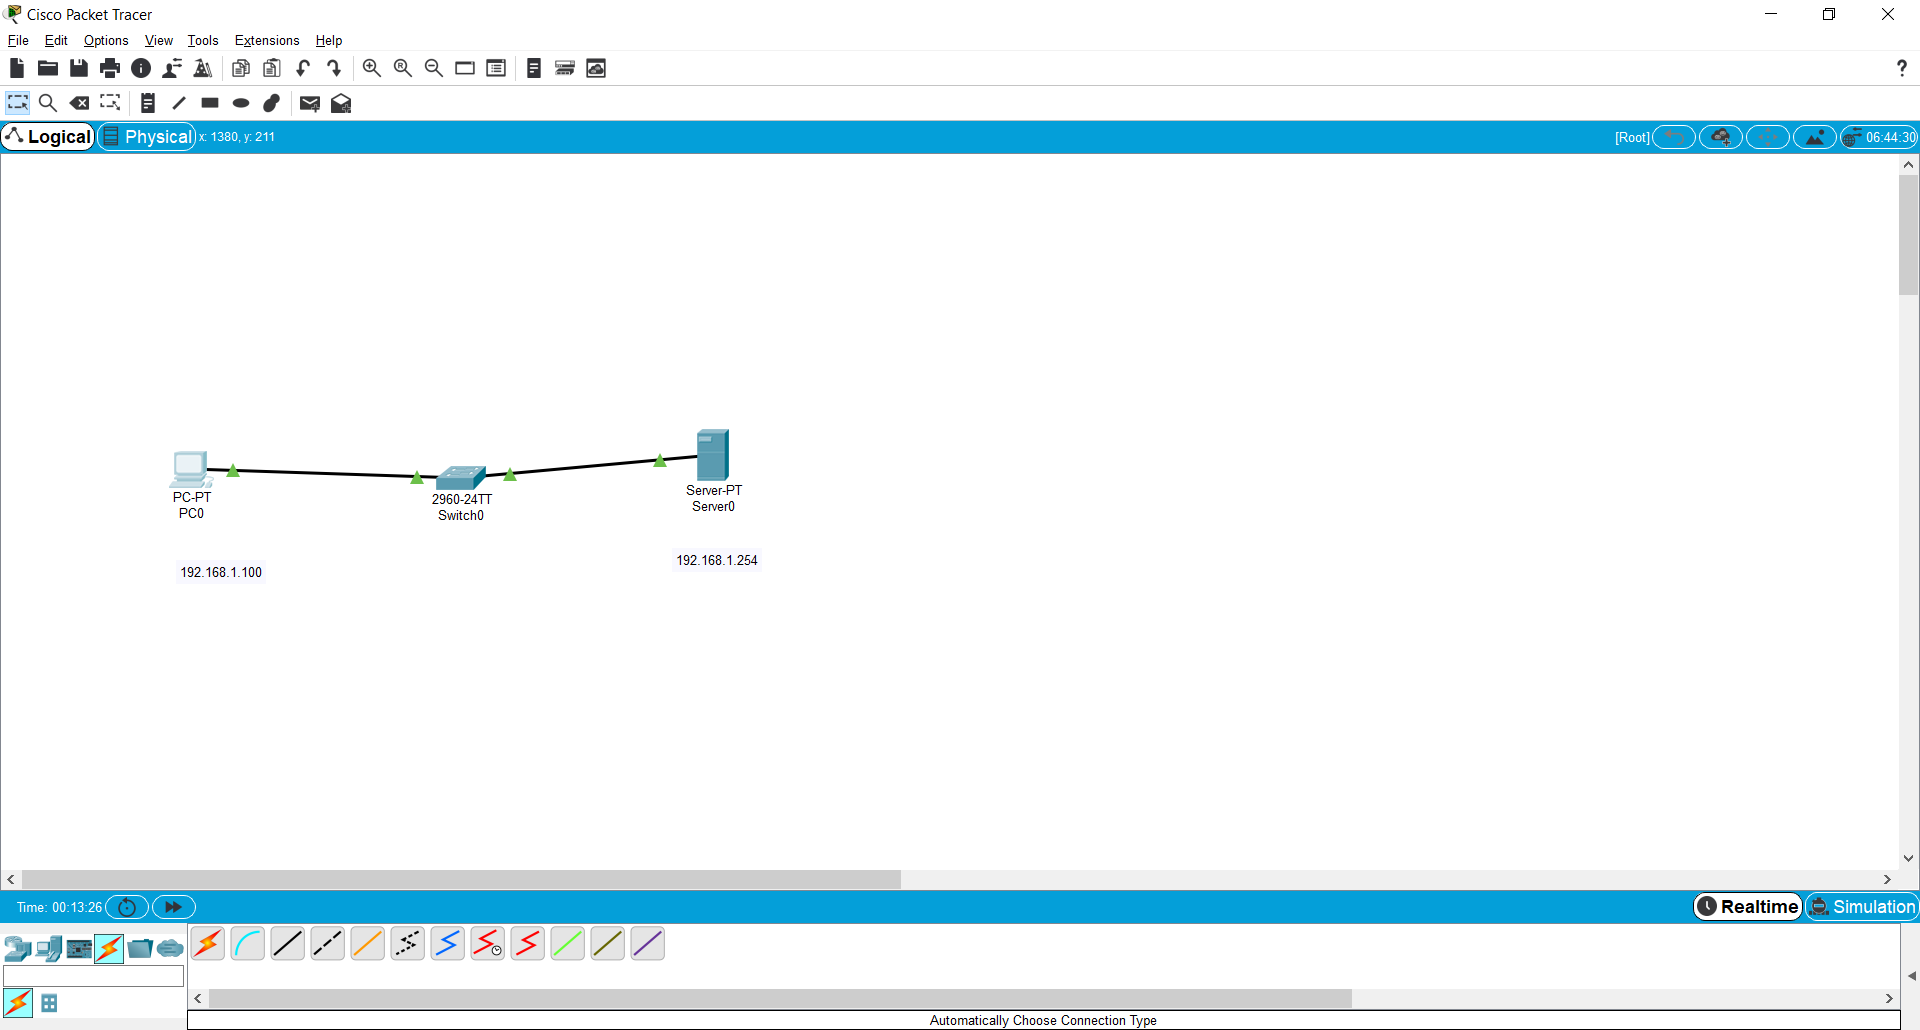 Cisco Packet Tracer
File Edit Options View Tools Extensions Help
Logical Physical x: 1380, y: 211 [Root] 06:44:30
PC-PT
PC0
2960-24TT
Switch0
Server-PT
Server0
192.168.1.100
192.168.1.254
Time: 00:13:26 Realtime Simulation
Automatically Choose Connection Type